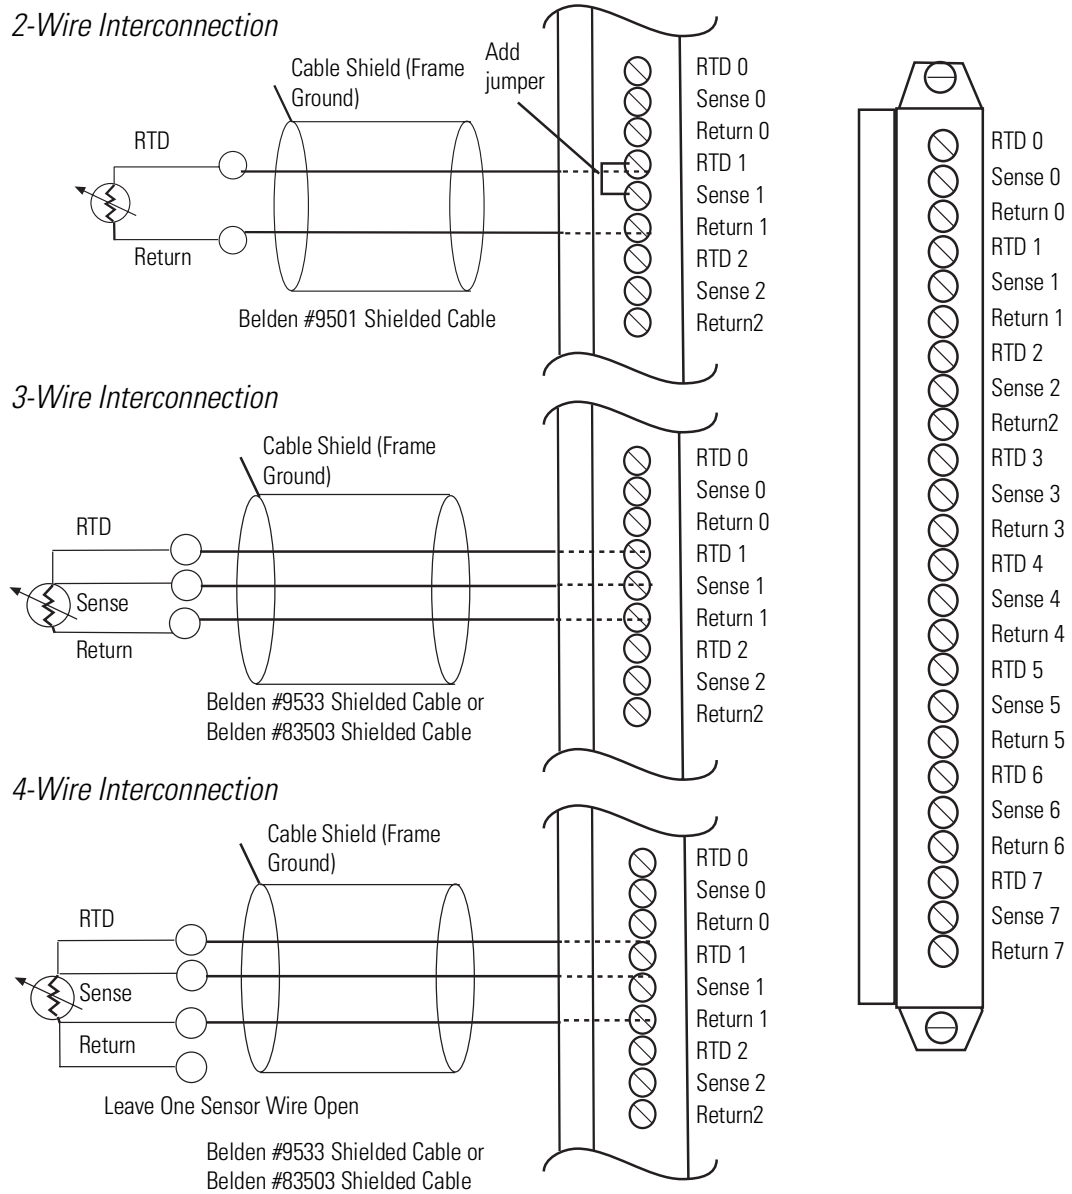 2-Wire Interconnection
Cable Shield (Frame
Ground)
Add
jumper
RTD
Return
Belden #9501 Shielded Cable
RTD 0
Sense 0
Return 0
RTD 1
Sense 1
Return 1
RTD 2
Sense 2
Return2
3-Wire Interconnection
Cable Shield (Frame
Ground)
RTD
Sense
Return
Belden #9533 Shielded Cable or
Belden #83503 Shielded Cable
RTD 0
Sense 0
Return 0
RTD 1
Sense 1
Return 1
RTD 2
Sense 2
Return2
4-Wire Interconnection
Cable Shield (Frame
Ground)
RTD
Sense
Return
Leave One Sensor Wire Open
Belden #9533 Shielded Cable or
Belden #83503 Shielded Cable
RTD 0
Sense 0
Return 0
RTD 1
Sense 1
Return 1
RTD 2
Sense 2
Return2
RTD 0
Sense 0
Return 0
RTD 1
Sense 1
Return 1
RTD 2
Sense 2
Return2
RTD 3
Sense 3
Return 3
RTD 4
Sense 4
Return 4
RTD 5
Sense 5
Return 5
RTD 6
Sense 6
Return 6
RTD 7
Sense 7
Return 7